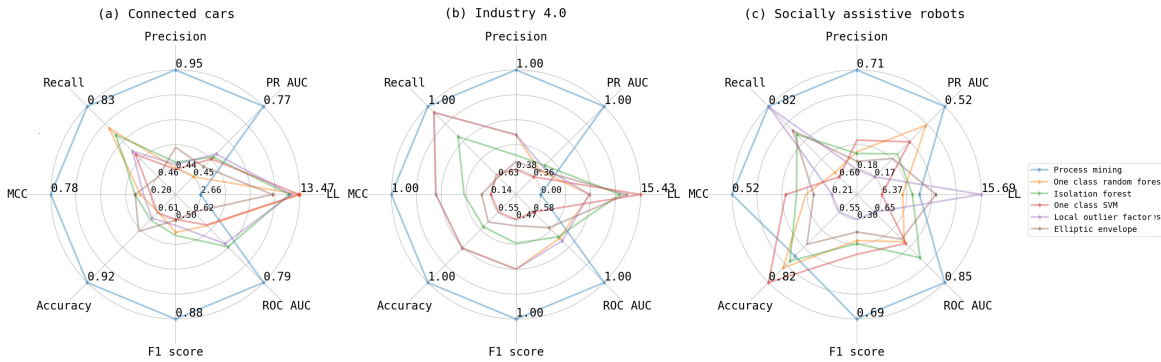 (a) Connected cars
Precision
0.95
Recall
PR AUC
0.83
0.77
0.44
0.46
0.45
MCC
0.78
0.20
2.66
13.47
LL
0.61
0.62
0.50
0.92
0.79
Accuracy
ROC AUC
0.88
F1 score
(b) Industry 4.0
Precision
1.00
Recall
PR AUC
1.00
1.00
0.38
0.63
0.36
MCC
1.00
0.14
0.00
15.43
LL
0.55
0.58
0.47
1.00
1.00
Accuracy
ROC AUC
1.00
F1 score
(c) Socially assistive robots
Precision
0.71
Recall
PR AUC
0.82
0.52
0.18
0.60
0.17
MCC
0.52
0.21
6.37
15.69
LL
0.55
0.65
0.30
0.82
0.85
Accuracy
ROC AUC
0.69
F1 score
Process mining
One class random forest
Isolation forest
One class SVM
Local outlier factors
Elliptic envelope